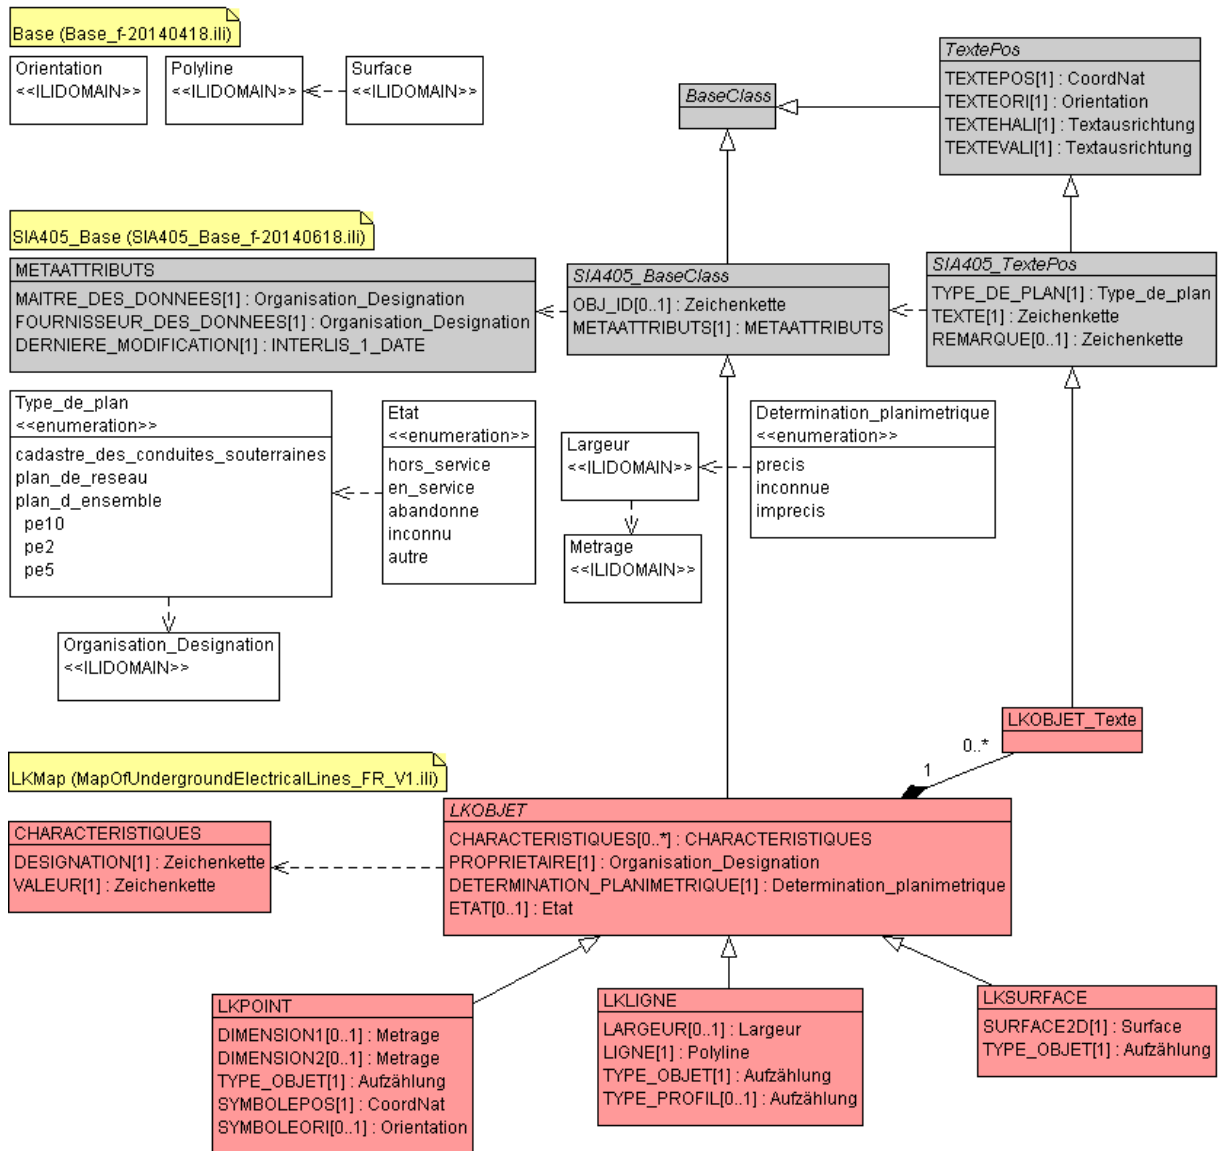 Base (Base_f-20140418.ili)
Orientation
<<ILIDOMAIN>>
Polyline
<<ILIDOMAIN>>
Surface
<<ILIDOMAIN>>
BaseClass
TextePos
TEXTEPOS[1] : CoordNat
TEXTEORI[1] : Orientation
TEXTEHALI[1] : Textausrichtung
TEXTEVALI[1] : Textausrichtung
SIA405_Base (SIA405_Base_f-20140618.ili)
METAATTRIBUTS
MAITRE_DES_DONNEES[1] : Organisation_Designation
FOURNISSEUR_DES_DONNEES[1] : Organisation_Designation
DERNIERE_MODIFICATION[1] : INTERLIS_1_DATE
SIA405_BaseClass
OBJ_ID[0..1] : Zeichenkette
METAATTRIBUTS[1] : METAATTRIBUTS
SIA405_TextePos
TYPE_DE_PLAN[1] : Type_de_plan
TEXTE[1] : Zeichenkette
REMARQUE[0..1] : Zeichenkette
Type_de_plan
<<enumeration>>
cadastre_des_conduites_souterraines
plan_de_reseau
plan_d_ensemble
pe10
pe2
pe5
Etat
<<enumeration>>
hors_service
en_service
abandonne
inconnu
autre
Largeur
<<ILIDOMAIN>>
Determination_planimetrique
<<enumeration>>
precis
inconnue
imprecis
Metrage
<<ILIDOMAIN>>
Organisation_Designation
<<ILIDOMAIN>>
LKOBJET_Texte
0..*
1
LKMap (MapOfUndergroundElectricalLines_FR_V1.ili)
CHARACTERISTIQUES
DESIGNATION[1] : Zeichenkette
VALEUR[1] : Zeichenkette
LKOBJET
CHARACTERISTIQUES[0..*] : CHARACTERISTIQUES
PROPRIETAIRE[1] : Organisation_Designation
DETERMINATION_PLANIMETRIQUE[1] : Determination_planimetrique
ETAT[0..1] : Etat
LKPOINT
DIMENSION1[0..1] : Metrage
DIMENSION2[0..1] : Metrage
TYPE_OBJET[1] : Aufzählung
SYMBOLEPOS[1] : CoordNat
SYMBOLEORI[0..1] : Orientation
LKLIGNE
LARGEUR[0..1] : Largeur
LIGNE[1] : Polyline
TYPE_OBJET[1] : Aufzählung
TYPE_PROFIL[0..1] : Aufzählung
LKSURFACE
SURFACE2D[1] : Surface
TYPE_OBJET[1] : Aufzählung